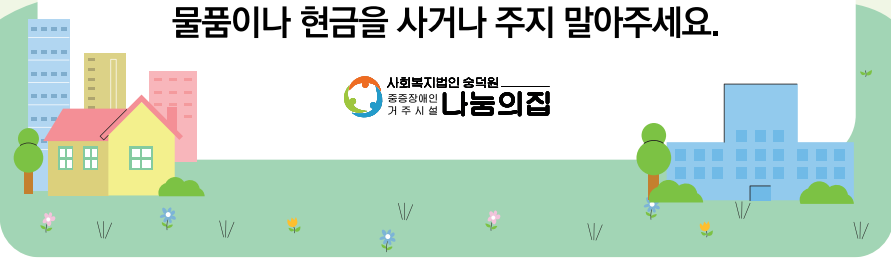 물품이나 현금을 사거나 주지 말아주세요.
사회복지법인 숭덕원
중증장애인
거주시설
나눔의집